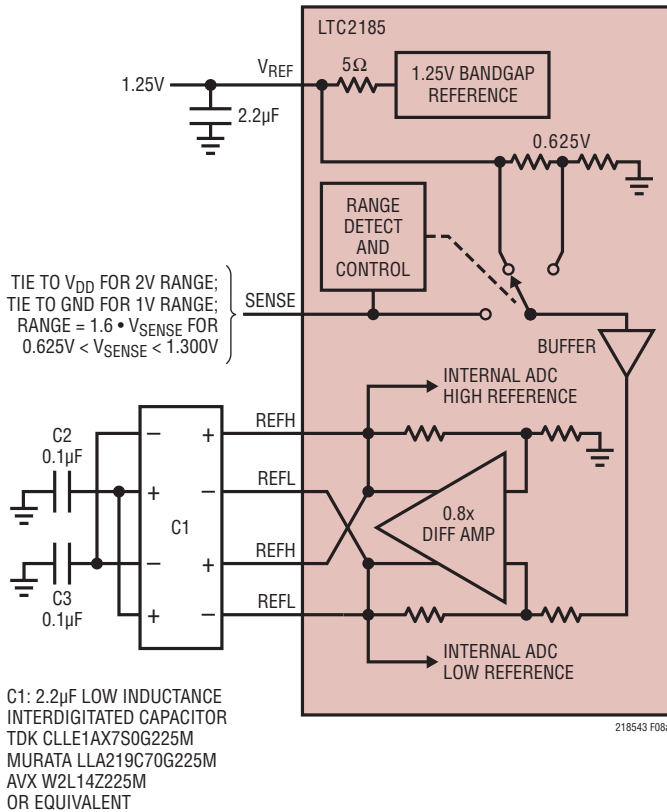 LTC2185
1.25V
VREF
5Ω
1.25V BANDGAP
REFERENCE
2.2µF
0.625V
RANGE
DETECT
AND
CONTROL
TIE TO VDD FOR 2V RANGE;
TIE TO GND FOR 1V RANGE;
RANGE = 1.6 • VSENSE FOR
0.625V < VSENSE < 1.300V
SENSE
BUFFER
INTERNAL ADC
HIGH REFERENCE
REFH
C2
0.1µF
– +
REFL
+ –
0.8x
DIFF AMP
C1
REFH
– +
C3
0.1µF
REFL
+ –
INTERNAL ADC
LOW REFERENCE
C1: 2.2µF LOW INDUCTANCE
INTERDIGITATED CAPACITOR
TDK CLLE1AX7S0G225M
MURATA LLA219C70G225M
AVX W2L14Z225M
OR EQUIVALENT
218543 F08a